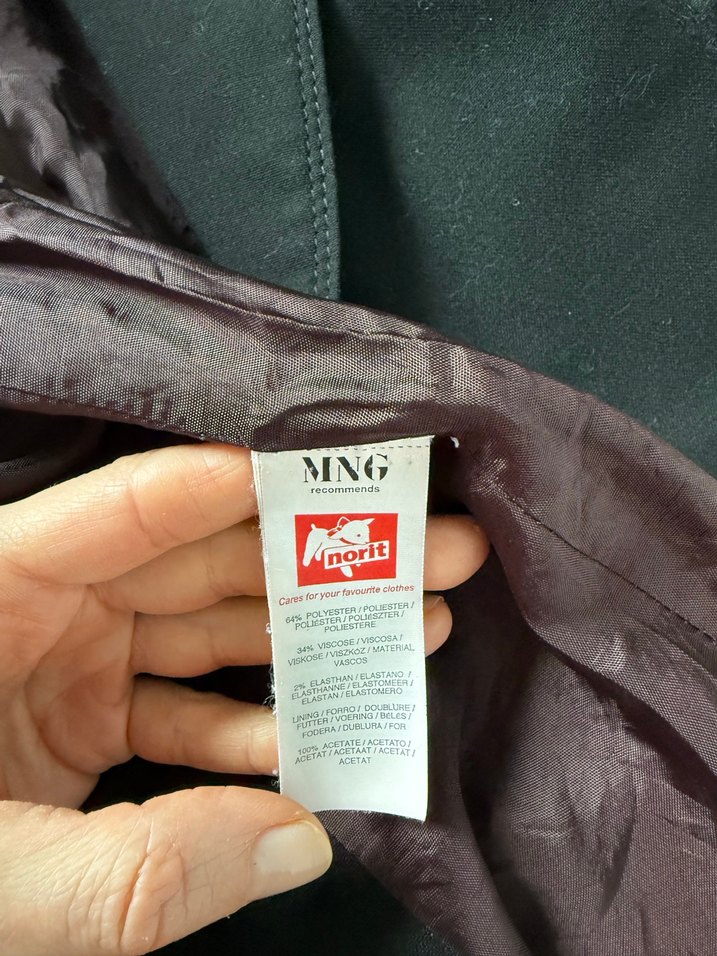 MNG
recommends
norit
Cares for your favourite clothes
64% POLYESTER / POLIESTER /
POLIÉSTER / POLIÉSZTER /
POLIESTERE
34% VISCOSE / VISCOSA /
VISKOSE / VISZKÓZ / MATERIAL
VASCOS
2% ELASTHAN / ELASTANO /
ELASTHANNE / ELASTOMEER /
ELASTAN / ELASTOMERO
LINING / FORRO / DOUBLURE /
FUTTER / VOERING / BÉLÉS /
FODERA / DUBLURA / FOR
100% ACETATE / ACETATO /
ACETAT / ACETAAT / ACETAT /
ACETAT